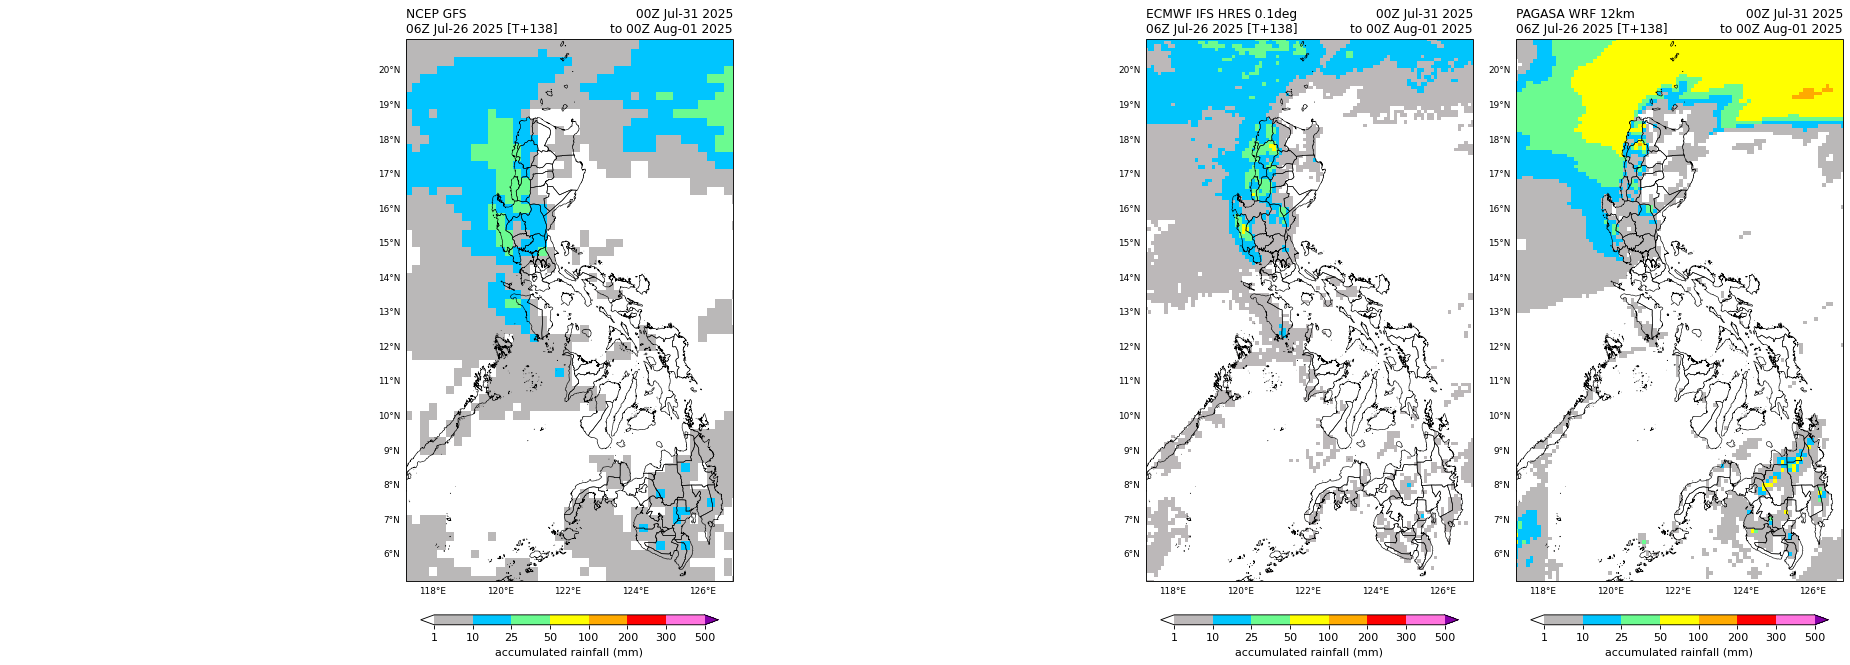 NCEP GFS 00Z Jul-31 2025
06Z Jul-26 2025 [T+138] to 00Z Aug-01 2025
20°N
19°N
18°N
17°N
16°N
15°N
14°N
13°N
12°N
11°N
10°N
9°N
8°N
7°N
6°N
118°E 120°E 122°E 124°E 126°E
1 10 25 50 100 200 300 500
accumulated rainfall (mm)
ECMWF IFS HRES 0.1deg 00Z Jul-31 2025
06Z Jul-26 2025 [T+138] to 00Z Aug-01 2025
20°N
19°N
18°N
17°N
16°N
15°N
14°N
13°N
12°N
11°N
10°N
9°N
8°N
7°N
6°N
118°E 120°E 122°E 124°E 126°E
1 10 25 50 100 200 300 500
accumulated rainfall (mm)
PAGASA WRF 12km 00Z Jul-31 2025
06Z Jul-26 2025 [T+138] to 00Z Aug-01 2025
20°N
19°N
18°N
17°N
16°N
15°N
14°N
13°N
12°N
11°N
10°N
9°N
8°N
7°N
6°N
118°E 120°E 122°E 124°E 126°E
1 10 25 50 100 200 300 500
accumulated rainfall (mm)